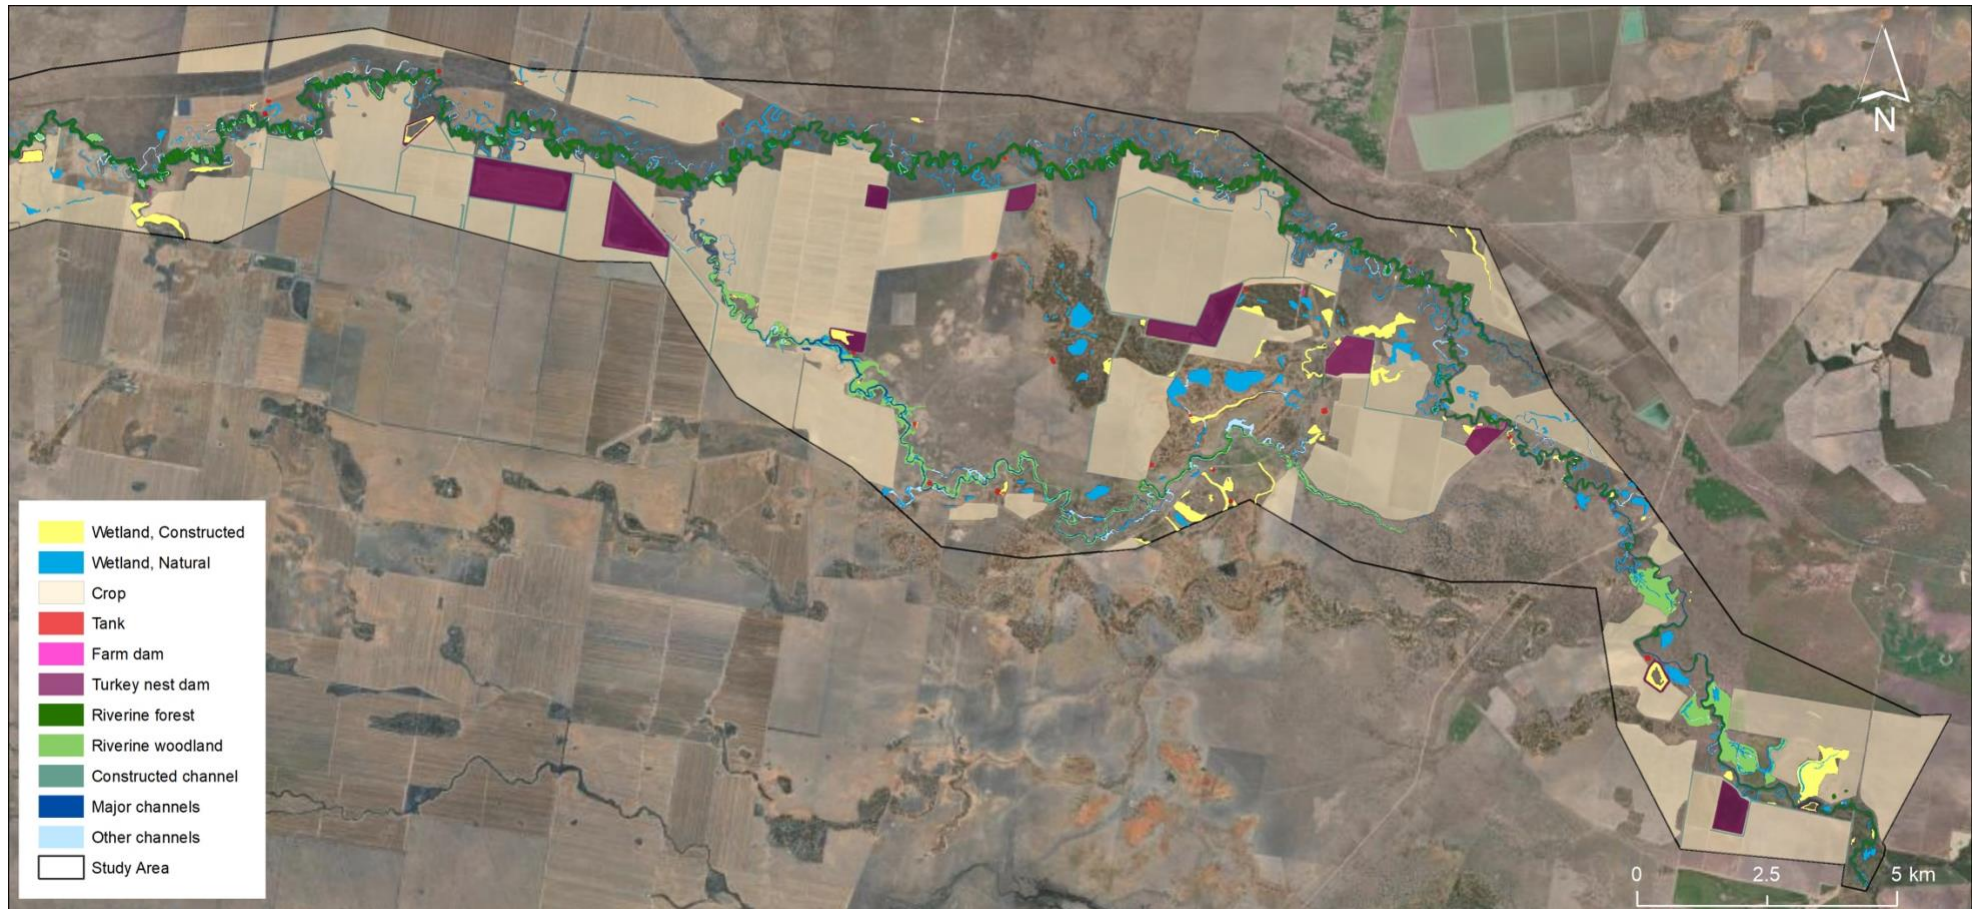 N
Wetland, Constructed
Wetland, Natural
Crop
Tank
Farm dam
Turkey nest dam
Riverine forest
Riverine woodland
Constructed channel
Major channels
Other channels
Study Area
0 2.5 5 km